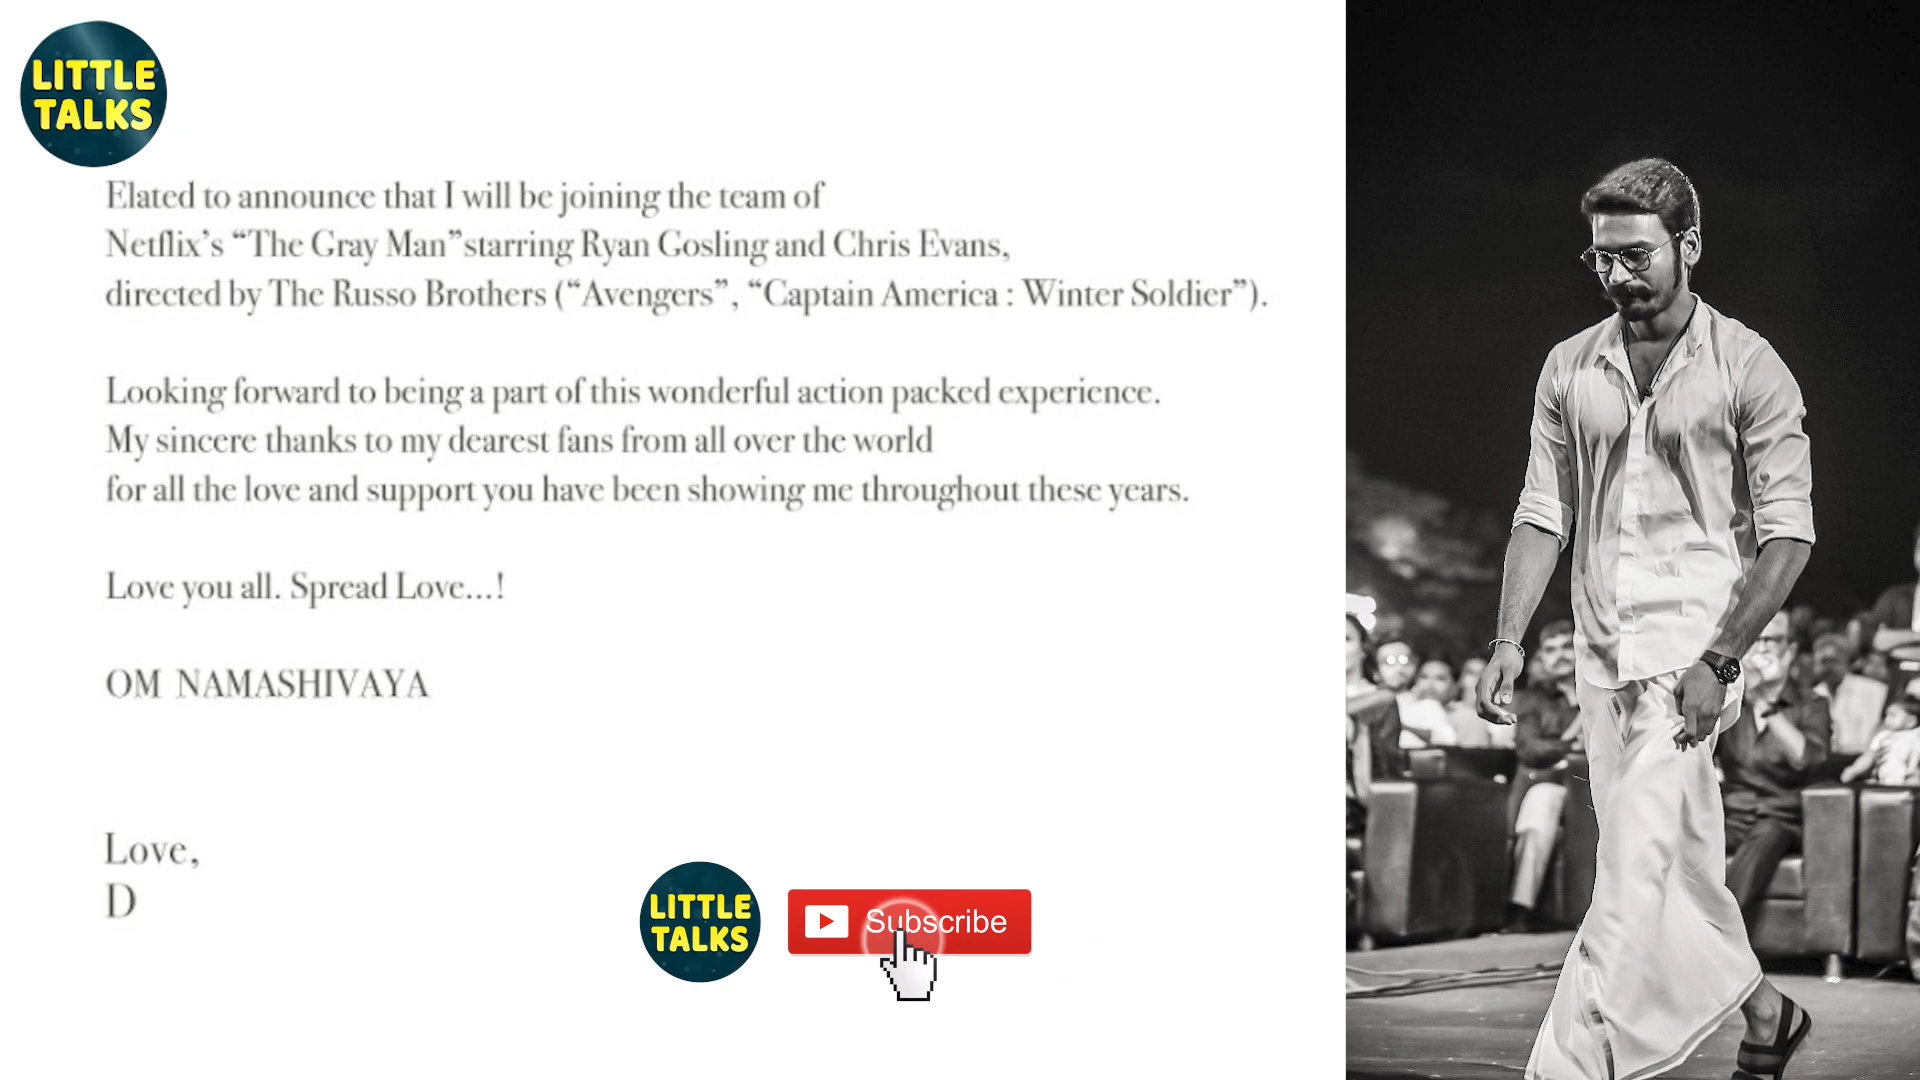 LITTLE
TALKS
Elated to announce that I will be joining the team of
Netflix's “The Gray Man”starring Ryan Gosling and Chris Evans,
directed by The Russo Brothers (“Avengers”, “Captain America : Winter Soldier”).
Looking forward to being a part of this wonderful action packed experience.
My sincere thanks to my dearest fans from all over the world
for all the love and support you have been showing me throughout these years.
Love you all. Spread Love...!
OM NAMASHIVAYA
Love,
D
LITTLE
TALKS
Subscribe